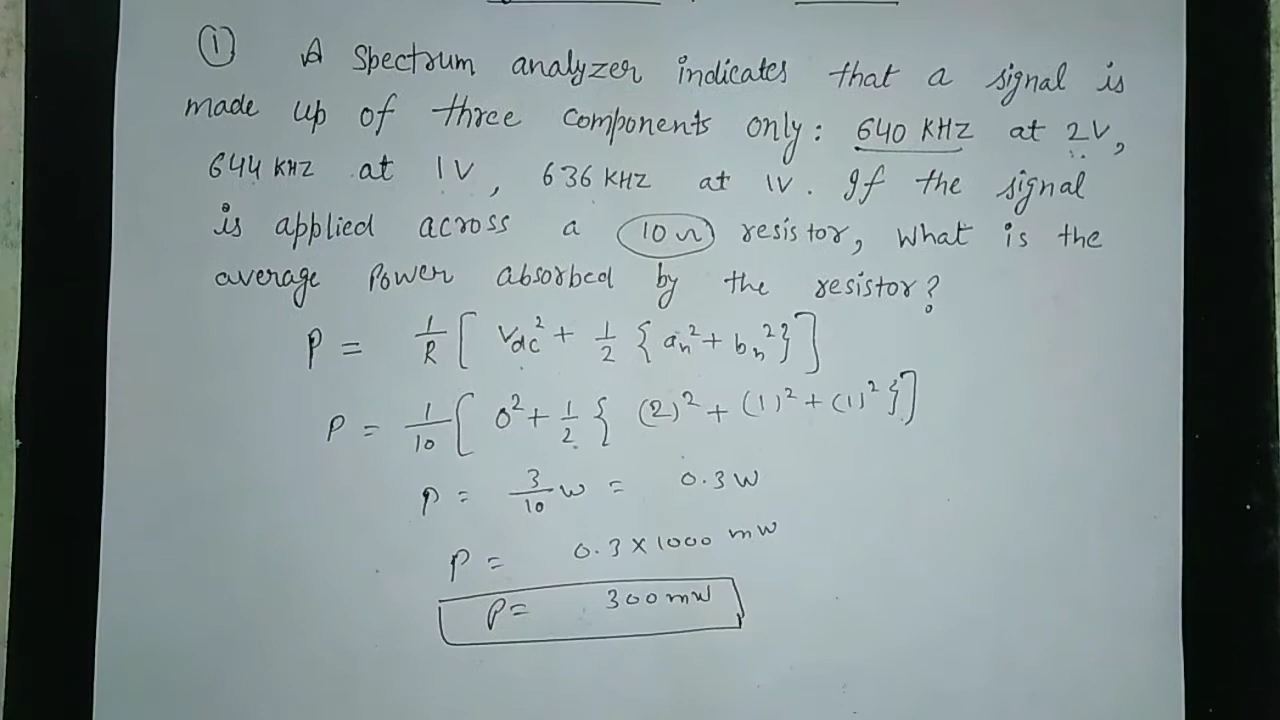 ① A Spectrum analyzer indicates that a signal is
made up of three components only: 640 KHZ at 2V,
644 KHZ at 1V, 636 KHZ at 1V. If the signal
is applied across a 10Ω resistor, what is the
average Power absorbed by the resistor?
P = 1/R [ Vdc² + 1/2 { an² + bn² } ]
P = 1/10 [ 0² + 1/2 { (2)² + (1)² + (1)² } ]
P = 3/10 W = 0.3 W
P = 0.3 × 1000 mW
P = 300 mW